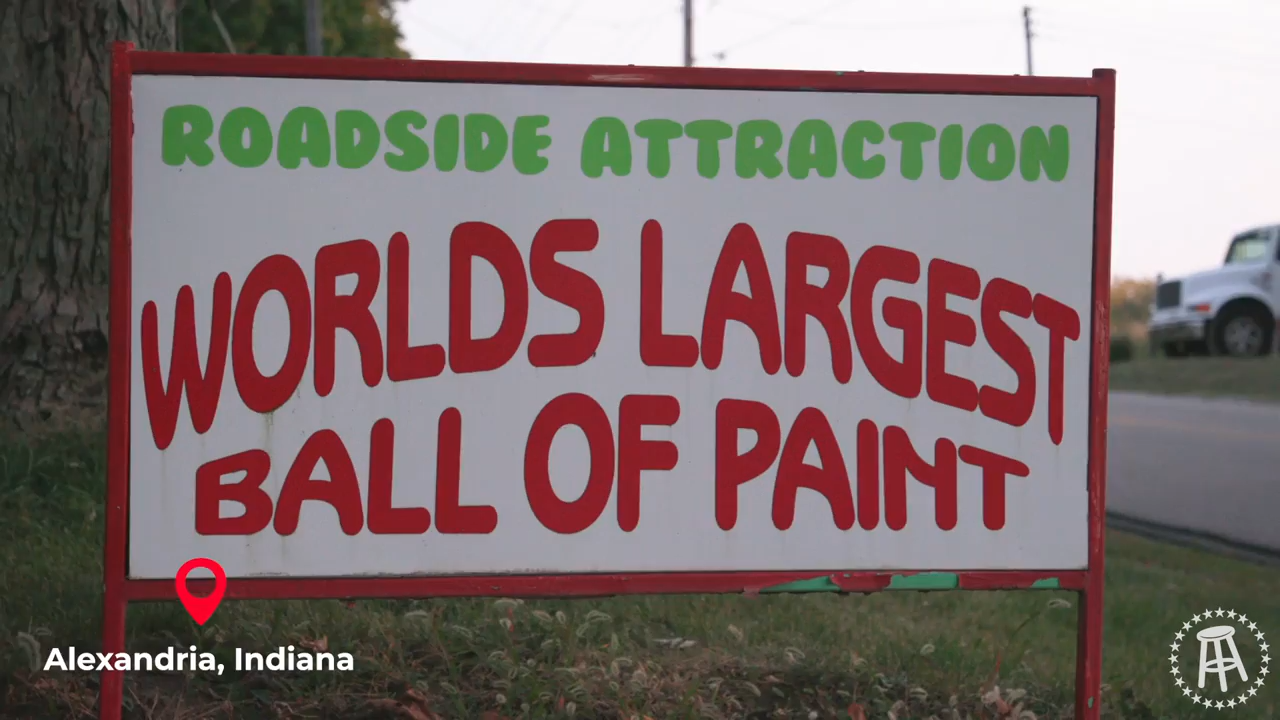 ROADSIDE ATTRACTION
WORLDS LARGEST
BALL OF PAINT
Alexandria, Indiana